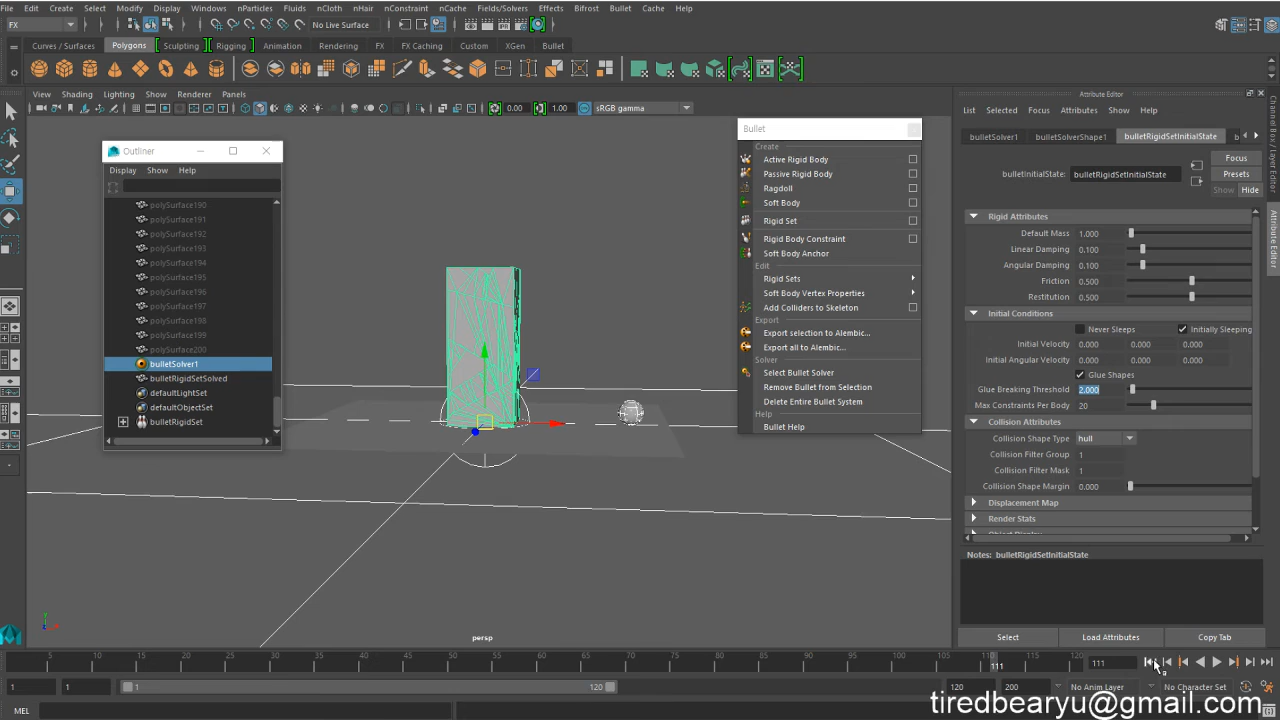 File Edit Create Select Modify Display Windows nParticles Fluids nCloth nHair nConstraint nCache Fields/Solvers Effects Bifrost Bullet Cache Help
FX No Live Surface
Curves / Surfaces Polygons Sculpting Rigging Animation Rendering FX FX Caching Custom XGen Bullet
View Shading Lighting Show Renderer Panels
0.00 1.00 sRGB gamma
Outliner
Display Show Help
polySurface190
polySurface191
polySurface192
polySurface193
polySurface194
polySurface195
polySurface196
polySurface197
polySurface198
polySurface199
polySurface200
bulletSolver1
bulletRigidSetSolved
defaultLightSet
defaultObjectSet
bulletRigidSet
Bullet
Create
Active Rigid Body
Passive Rigid Body
Ragdoll
Soft Body
Rigid Set
Rigid Body Constraint
Soft Body Anchor
Edit
Rigid Sets
Soft Body Vertex Properties
Add Colliders to Skeleton
Export
Export selection to Alembic...
Export all to Alembic...
Solver
Select Bullet Solver
Remove Bullet from Selection
Delete Entire Bullet System
Help
Bullet Help
persp
Attribute Editor
List Selected Focus Attributes Show Help
bulletSolver1 bulletSolverShape1 bulletRigidSetInitialState b
bulletInitialState: bulletRigidSetInitialState
Focus
Presets
Show Hide
Rigid Attributes
Default Mass 1.000
Linear Damping 0.100
Angular Damping 0.100
Friction 0.500
Restitution 0.500
Initial Conditions
Never Sleeps Initially Sleeping
Initial Velocity 0.000 0.000 0.000
Initial Angular Velocity 0.000 0.000 0.000
Glue Shapes
Glue Breaking Threshold 2.000
Max Constraints Per Body 20
Collision Attributes
Collision Shape Type hull
Collision Filter Group 1
Collision Filter Mask 1
Collision Shape Margin 0.000
Displacement Map
Render Stats
Notes: bulletRigidSetInitialState
Select Load Attributes Copy Tab
Channel Box / Layer Editor
Attribute Editor
5 10 15 20 25 30 35 40 45 50 55 60 65 70 75 80 85 90 95 100 105 110 115 120
111 111
1 1 1 120 120 200 No Anim Layer No Character Set
MEL
tiredbearyu@gmail.com